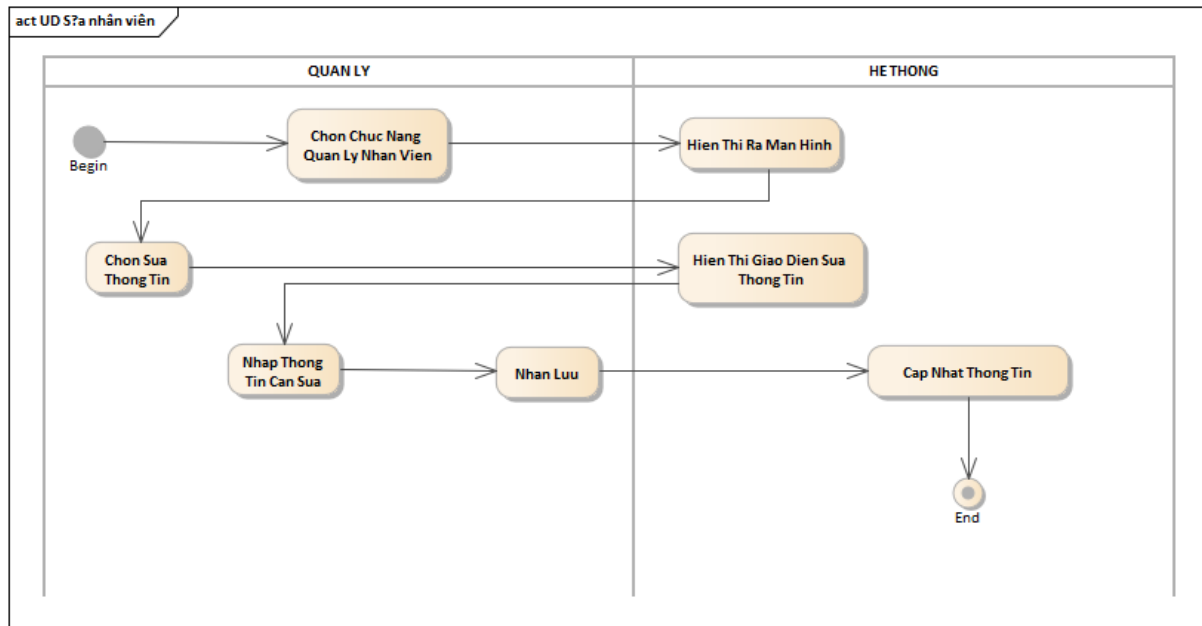 act UD S?a nhân viên
QUAN LY
HE THONG
Begin
Chon Chuc Nang
Quan Ly Nhan Vien
Hien Thi Ra Man Hinh
Chon Sua
Thong Tin
Hien Thi Giao Dien Sua
Thong Tin
Nhap Thong
Tin Can Sua
Nhan Luu
Cap Nhat Thong Tin
End